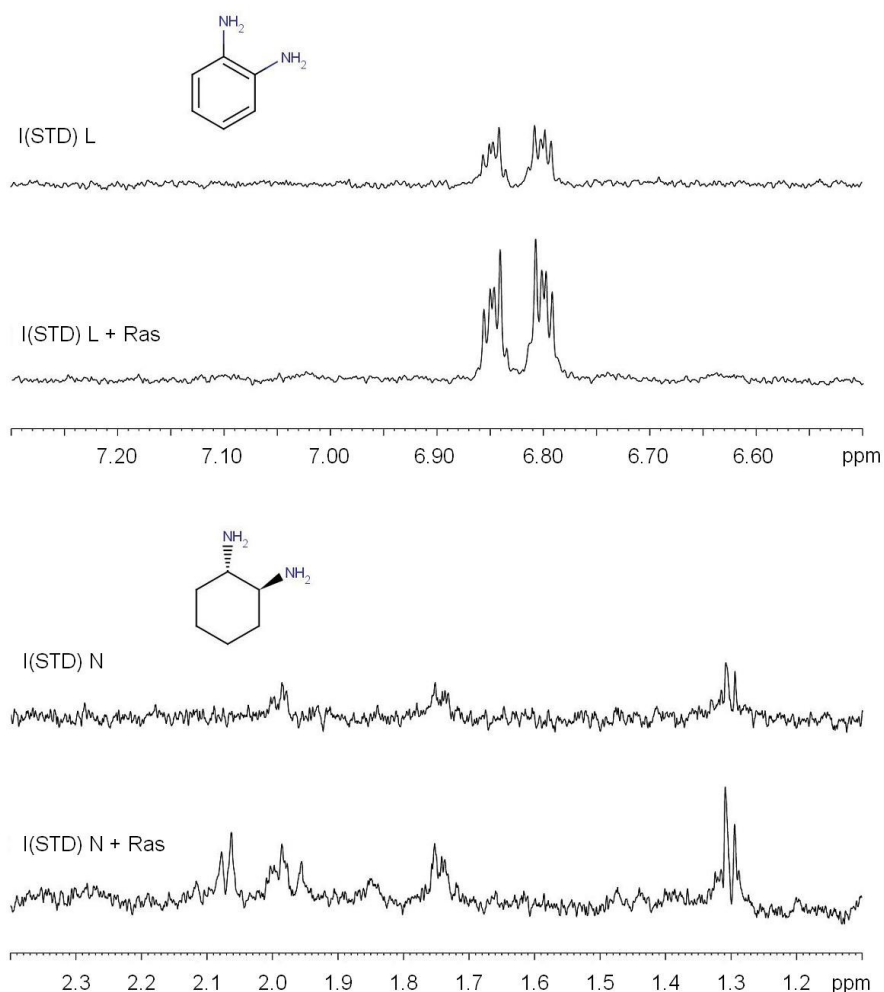 NH2
NH2
I(STD) L
I(STD) L + Ras
7.20 7.10 7.00 6.90 6.80 6.70 6.60 ppm
NH2
NH2
I(STD) N
I(STD) N + Ras
2.3 2.2 2.1 2.0 1.9 1.8 1.7 1.6 1.5 1.4 1.3 1.2 ppm